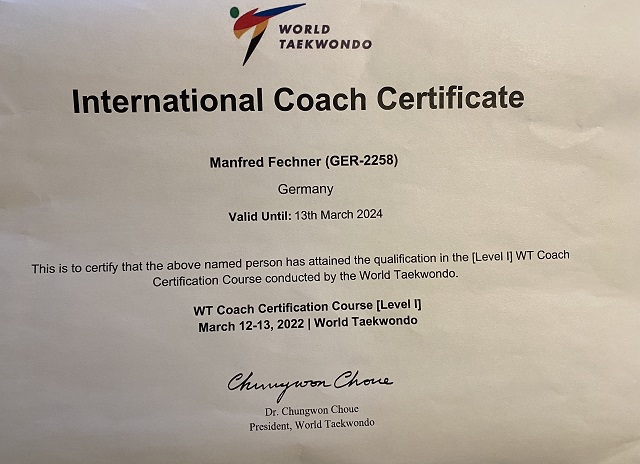 WORLD
TAEKWONDO
International Coach Certificate
Manfred Fechner (GER-2258)
Germany
Valid Until: 13th March 2024
This is to certify that the above named person has attained the qualification in the [Level I] WT Coach
Certification Course conducted by the World Taekwondo.
WT Coach Certification Course [Level I]
March 12-13, 2022 | World Taekwondo
Chungwon Choue
Dr. Chungwon Choue
President, World Taekwondo